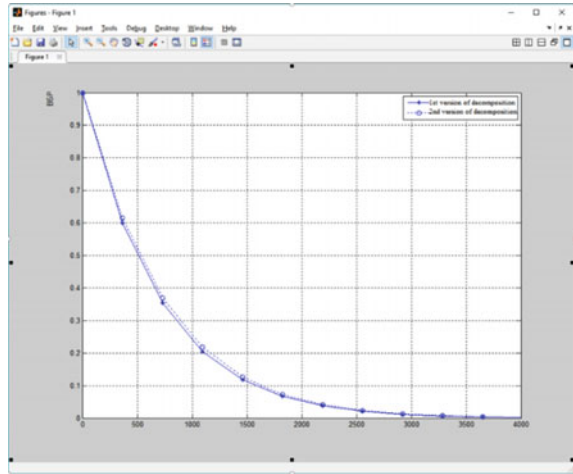 Figures - Figure 1
File Edit View Insert Tools Debug Desktop Window Help
Figure 1
1st version of decomposition
2nd version of decomposition
1
0.9
0.8
0.7
0.6
0.5
0.4
0.3
0.2
0.1
0
0 500 1000 1500 2000 2500 3000 3500 4000